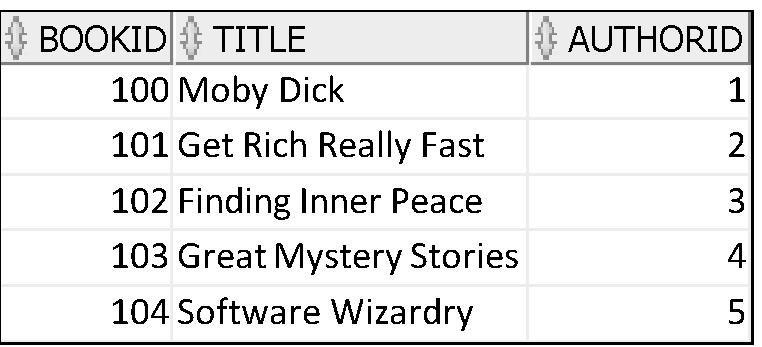 BOOKID TITLE AUTHORID
100 Moby Dick 1
101 Get Rich Really Fast 2
102 Finding Inner Peace 3
103 Great Mystery Stories 4
104 Software Wizardry 5